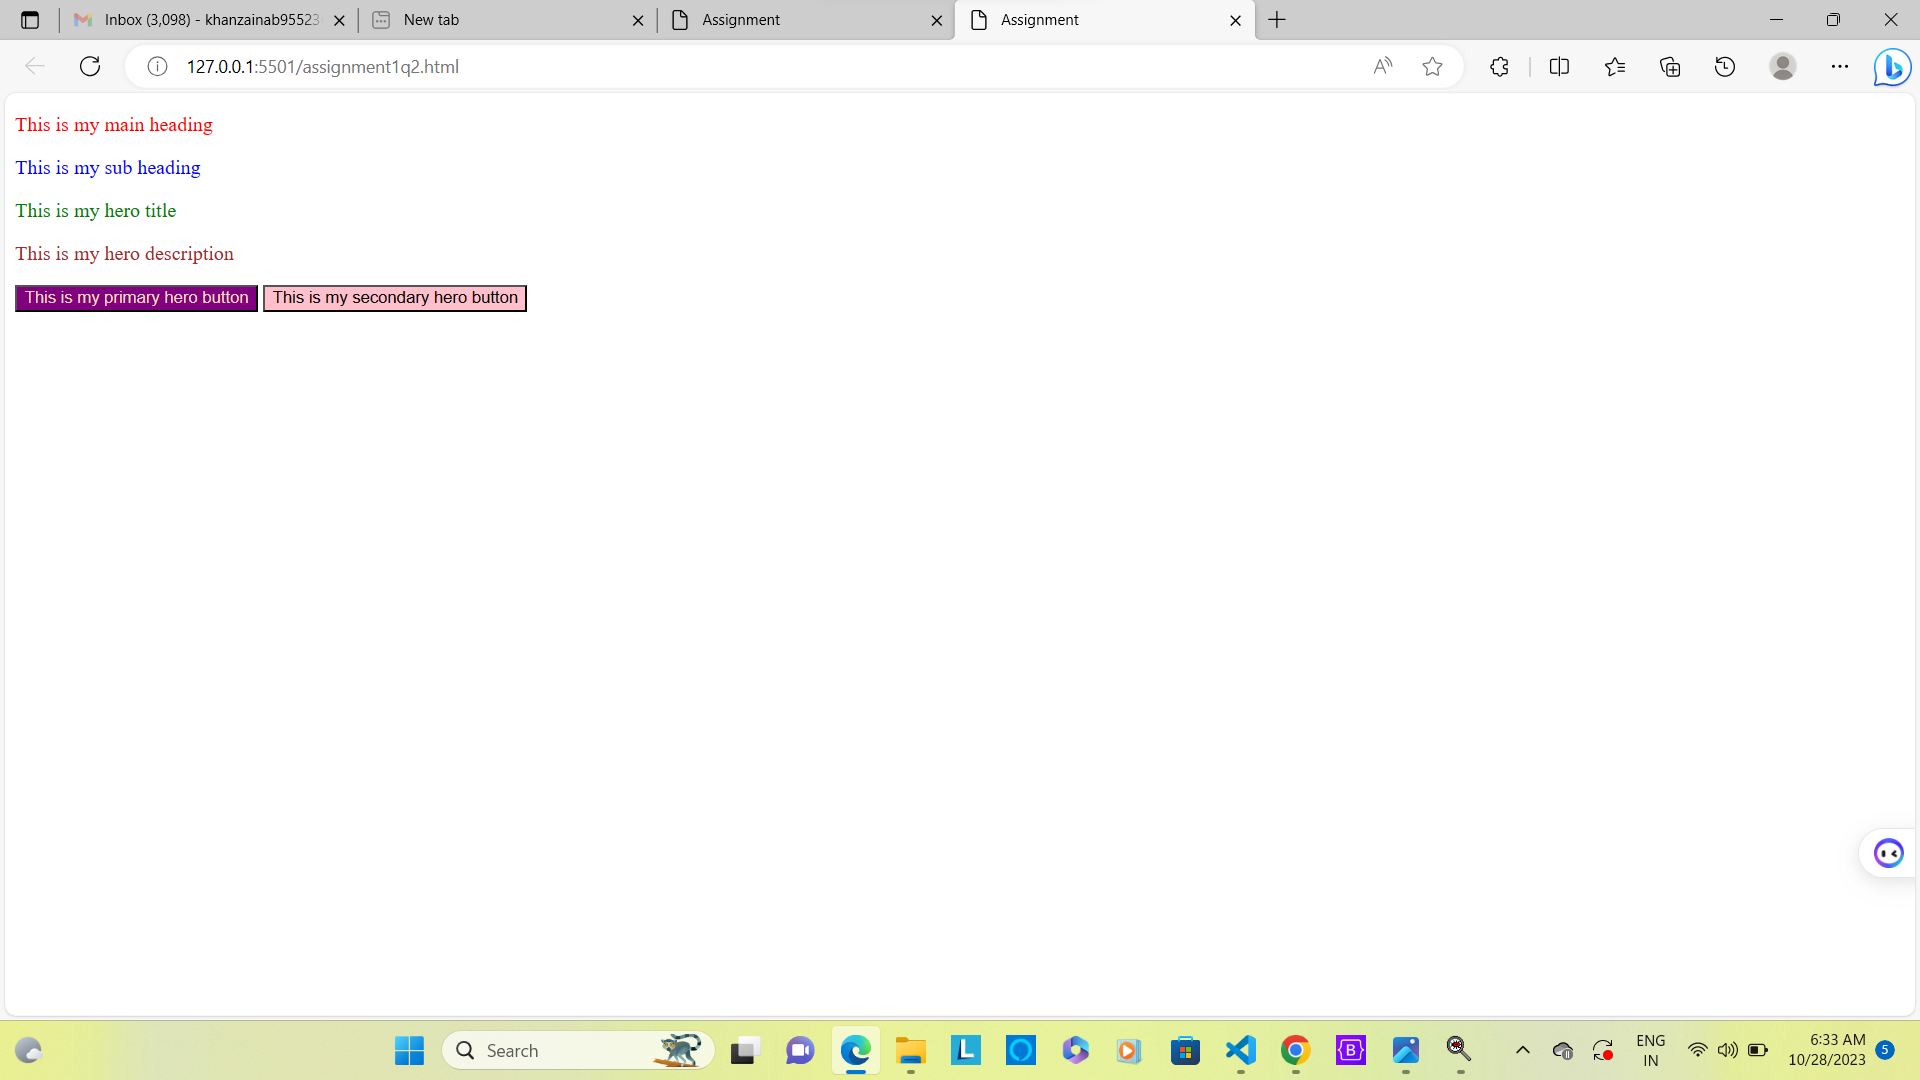 Inbox (3,098) - khanzainab95523
New tab
Assignment
Assignment
127.0.0.1:5501/assignment1q2.html
This is my main heading
This is my sub heading
This is my hero title
This is my hero description
This is my primary hero button
This is my secondary hero button
Search
ENG
IN
6:33 AM
10/28/2023
5